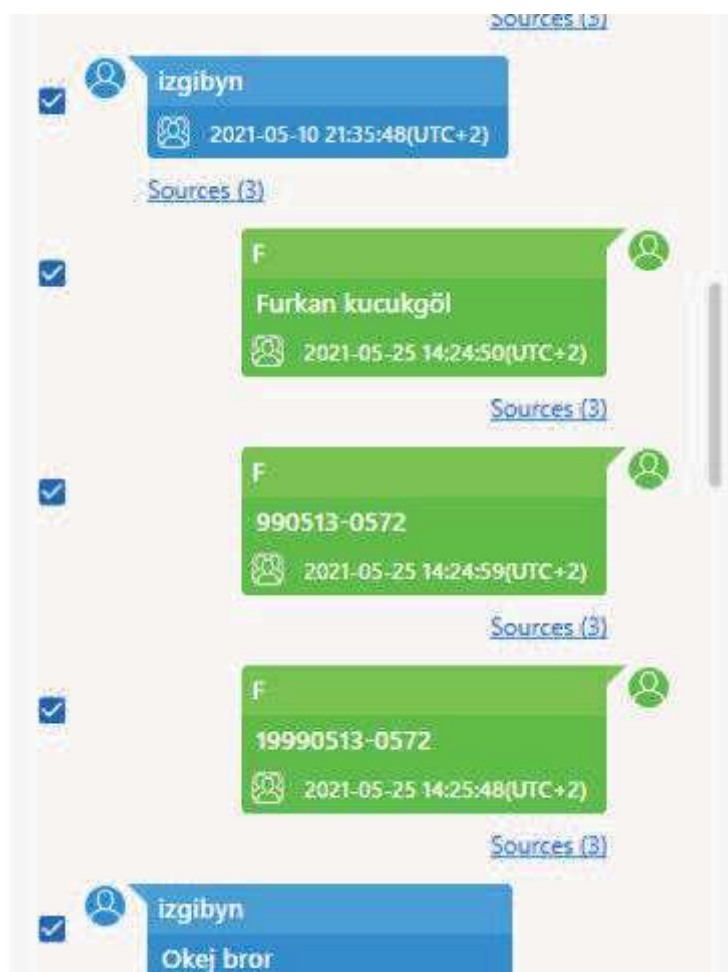 Sources (3)
izgibyn
2021-05-10 21:35:48(UTC+2)
Sources (3)
F
Furkan kucukgöl
2021-05-25 14:24:50(UTC+2)
Sources (3)
F
990513-0572
2021-05-25 14:24:59(UTC+2)
Sources (3)
F
19990513-0572
2021-05-25 14:25:48(UTC+2)
Sources (3)
izgibyn
Okej bror